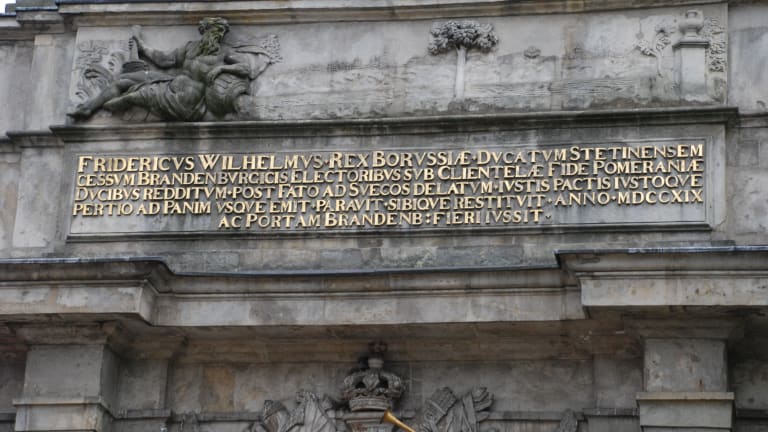 FRIDERICVS WILHELMVS · REX BORVSSIÆ · DVCATVM STETINENSEM
CESSVM BRANDENBVRGICIS ELECTORIBVS SVB CLIENTELÆ FIDE POMERANIÆ
DVCIBVS REDDITVM · POST FATO AD SVECOS DELATVM · IVSTIS PACTIS IVSTOQVE
PERTIO AD PANIM VSQVE EMIT · PARAVIT · SIBIQVE RESTITVIT · ANNO · MDCCXIX
AC PORTAM BRANDENB : FIERI IVSSIT ·